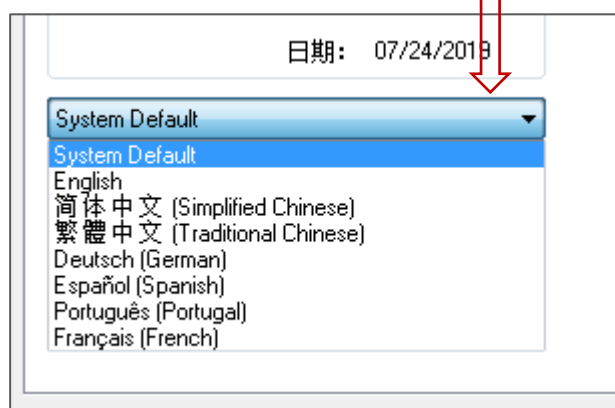 日期： 07/24/2019
System Default
System Default
English
简体中文 (Simplified Chinese)
繁體中文 (Traditional Chinese)
Deutsch (German)
Español (Spanish)
Português (Portugal)
Français (French)